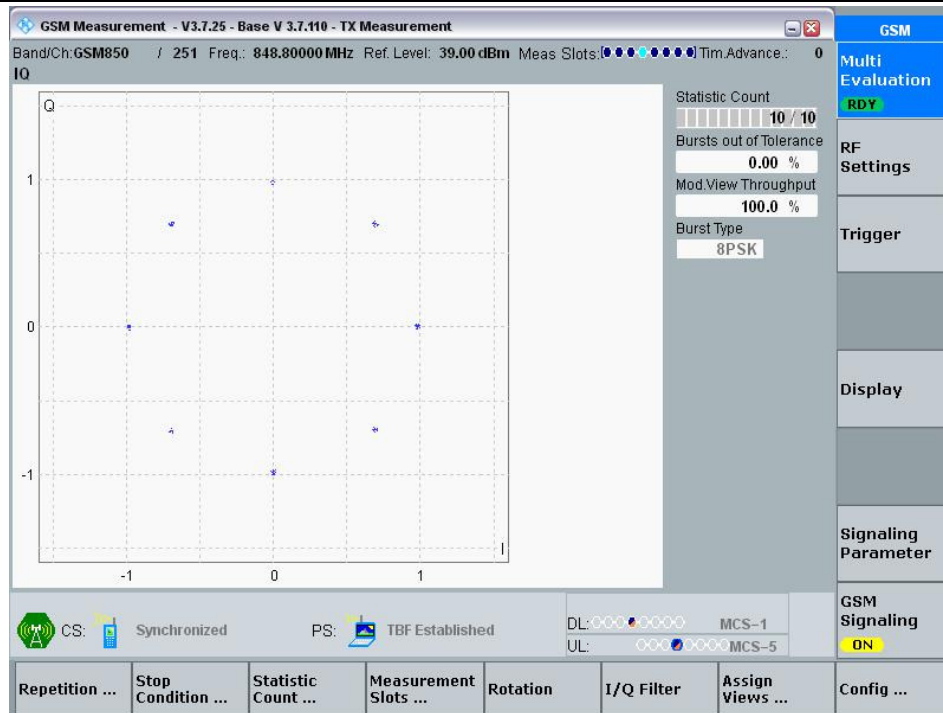 GSM Measurement - V3.7.25 - Base V 3.7.110 - TX Measurement
Band/Ch:GSM850 / 251 Freq.: 848.80000 MHz Ref. Level: 39.00 dBm Meas Slots: Tim.Advance.: 0
IQ
Q
1
0
-1
I
-1 0 1
Statistic Count
10 / 10
Bursts out of Tolerance
0.00 %
Mod.View Throughput
100.0 %
Burst Type
8PSK
GSM
Multi
Evaluation
RDY
RF
Settings
Trigger
Display
Signaling
Parameter
GSM
Signaling
ON
CS: Synchronized PS: TBF Established DL: MCS-1
UL: MCS-5
Repetition ...
Stop
Condition ...
Statistic
Count ...
Measurement
Slots ...
Rotation
I/Q Filter
Assign
Views ...
Config ...